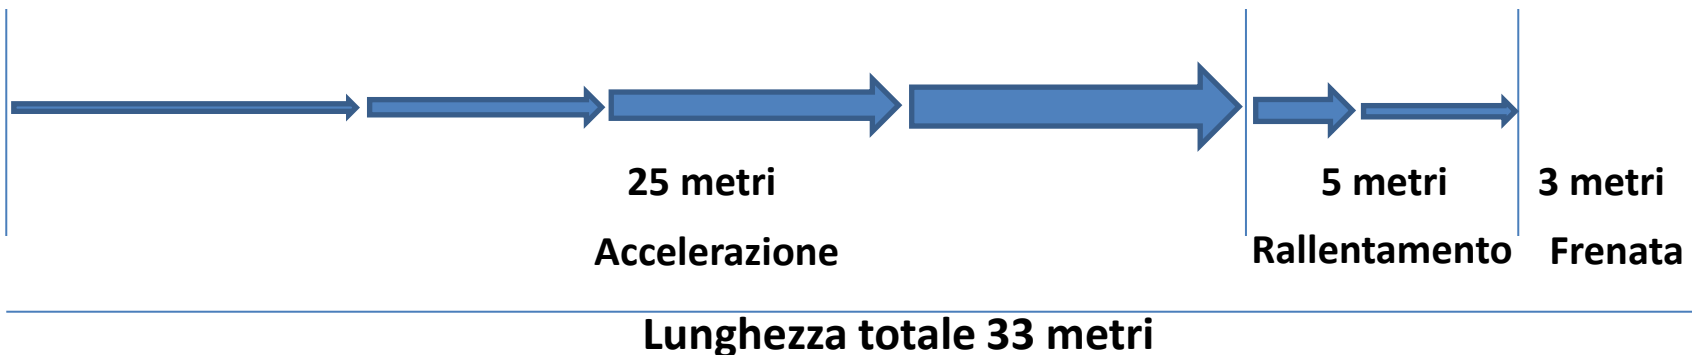 25 metri
5 metri
3 metri
Accelerazione
Rallentamento
Frenata
Lunghezza totale 33 metri